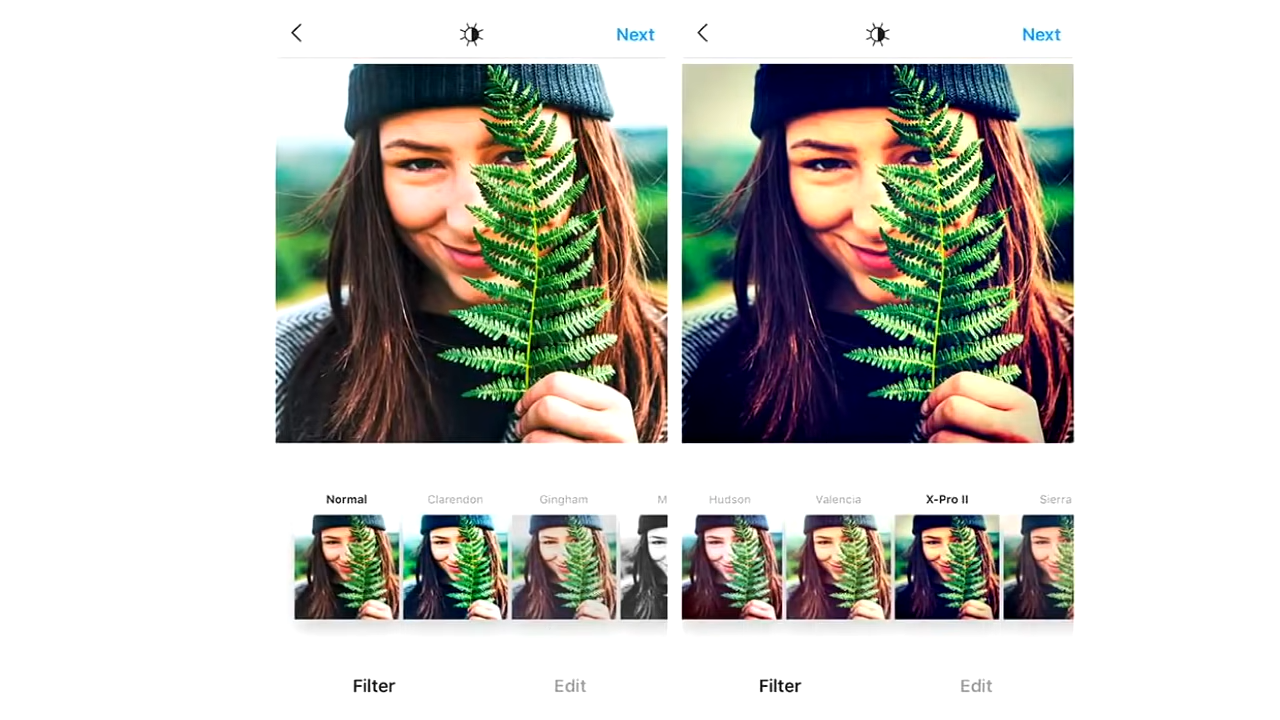 Next
Next
Normal Clarendon Gingham M
Hudson Valencia X-Pro II Sierra
Filter Edit
Filter Edit